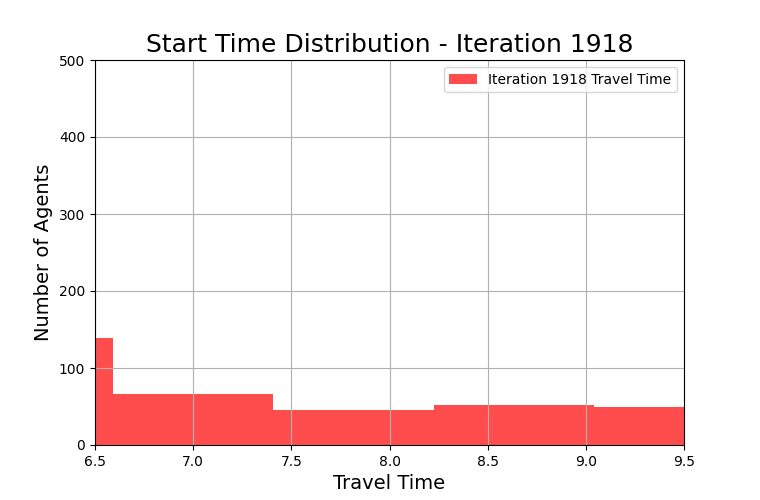 Start Time Distribution - Iteration 1918
Iteration 1918 Travel Time
Number of Agents
500
400
300
200
100
0
6.5 7.0 7.5 8.0 8.5 9.0 9.5
Travel Time